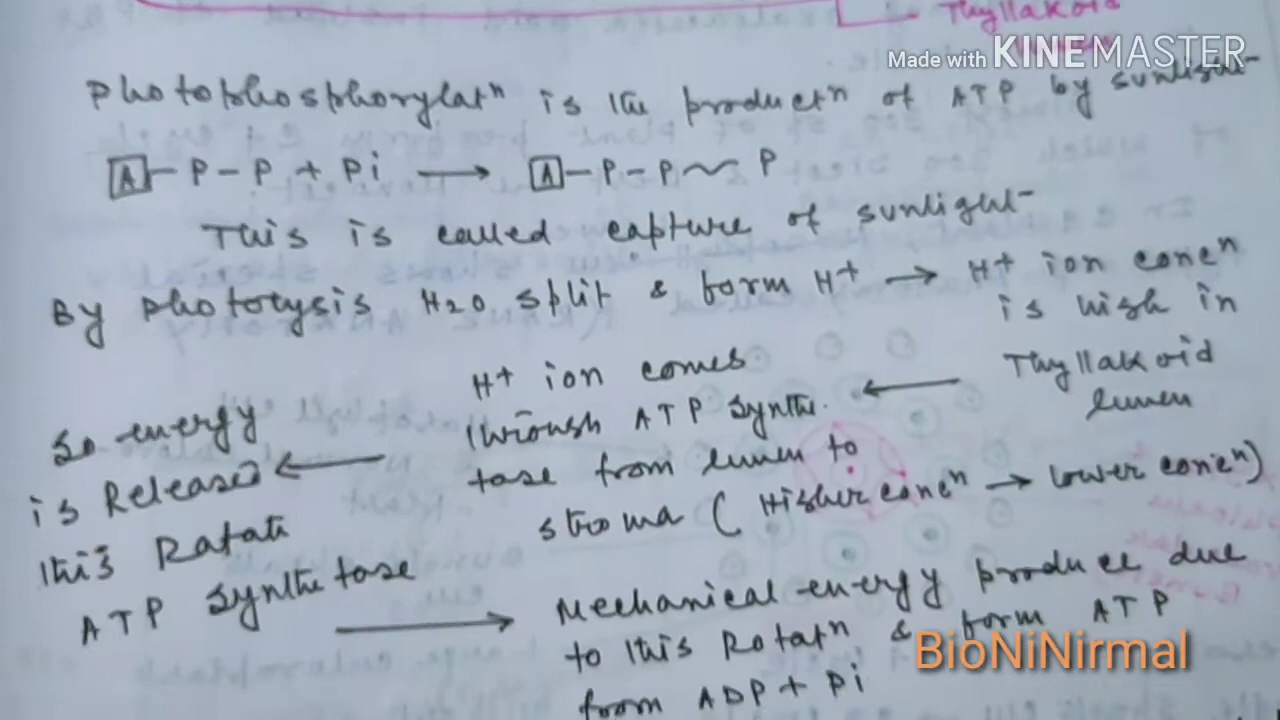 Thyllakoid
Made with KINEMASTER
Photophosphorylatⁿ is the productⁿ of ATP by sunlight
A - P - P + Pi → A - P - P ~ P
This is called capture of sunlight
By photolysis H2O split & form H⁺ → H⁺ ion concⁿ
is high in
Thyllakoid
lumen
←
H⁺ ion comes
through ATP synthe
tase from lumen to
stroma ( Higher concⁿ → lower concⁿ)
←
So energy
is Released
this Ratate
ATP synthetase
→
Mechanical energy produce due
to this Rotatⁿ & form ATP
from ADP + Pi
BioNiNirmal